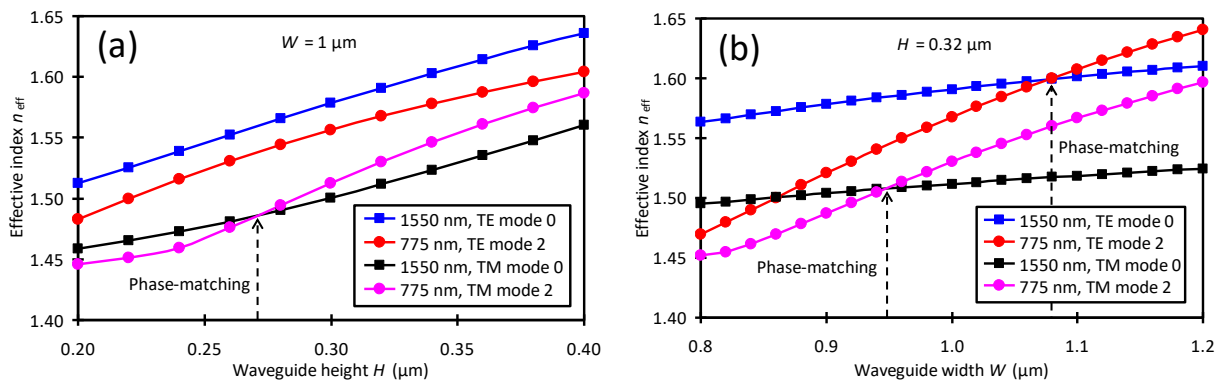 (a)
W = 1 μm
Effective index n eff
1.65
1.60
1.55
1.50
1.45
1.40
Phase-matching
1550 nm, TE mode 0
775 nm, TE mode 2
1550 nm, TM mode 0
775 nm, TM mode 2
0.20
0.25
0.30
0.35
0.40
Waveguide height H (μm)
(b)
H = 0.32 μm
Effective index n eff
1.65
1.60
1.55
1.50
1.45
1.40
Phase-matching
Phase-matching
1550 nm, TE mode 0
775 nm, TE mode 2
1550 nm, TM mode 0
775 nm, TM mode 2
0.8
0.9
1.0
1.1
1.2
Waveguide width W (μm)